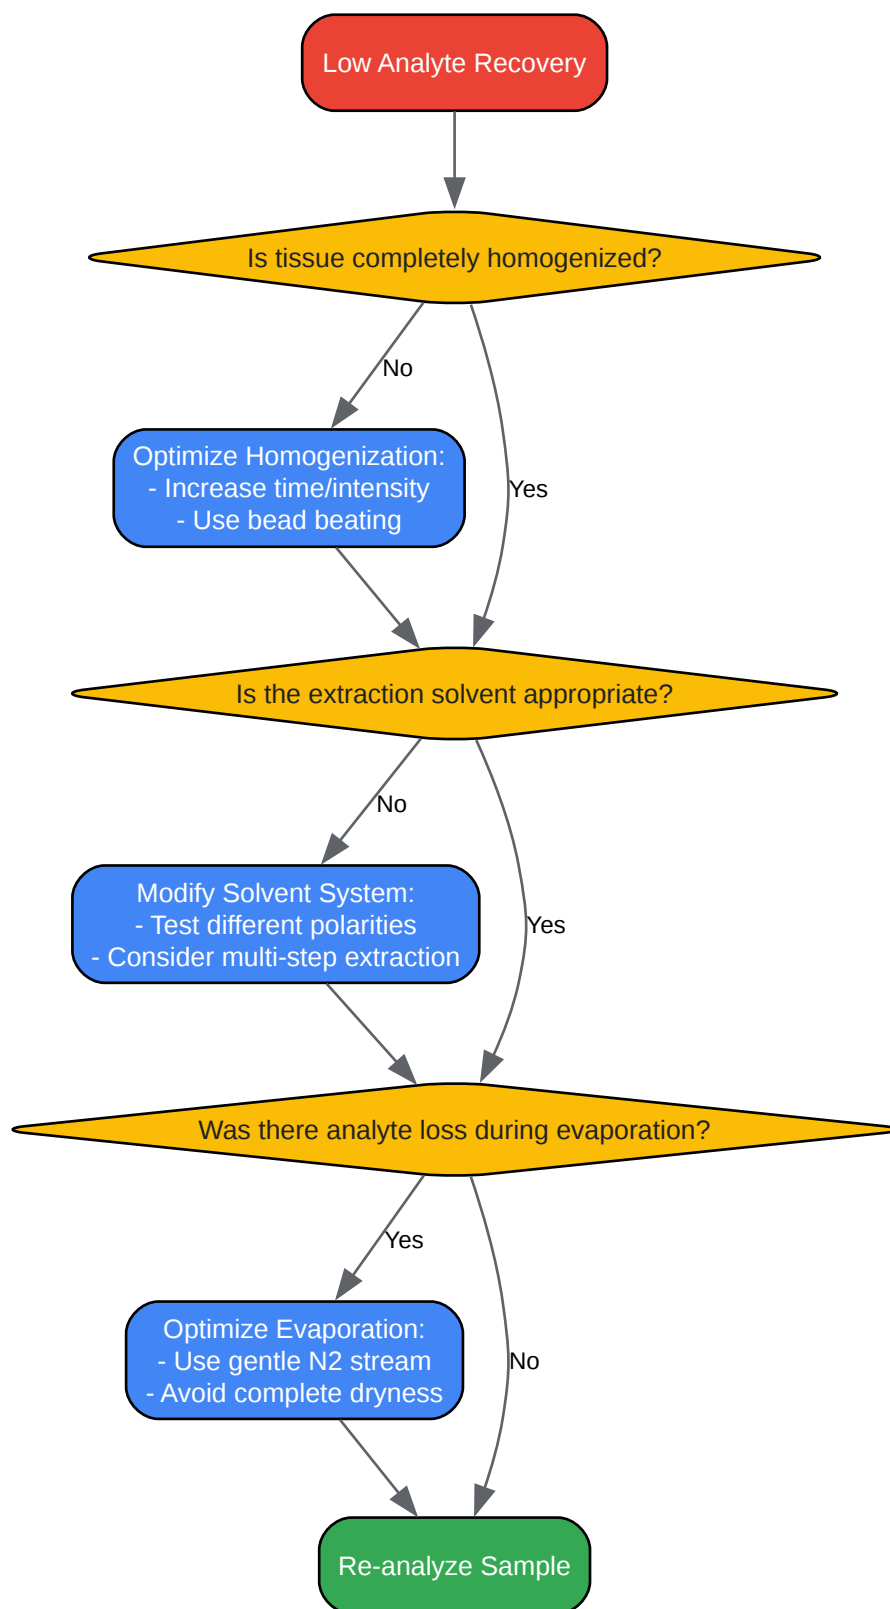 Low Analyte Recovery
Is tissue completely homogenized?
No
Optimize Homogenization:
- Increase time/intensity
- Use bead beating
Yes
Is the extraction solvent appropriate?
No
Modify Solvent System:
- Test different polarities
- Consider multi-step extraction
Yes
Was there analyte loss during evaporation?
Yes
Optimize Evaporation:
- Use gentle N2 stream
- Avoid complete dryness
No
Re-analyze Sample